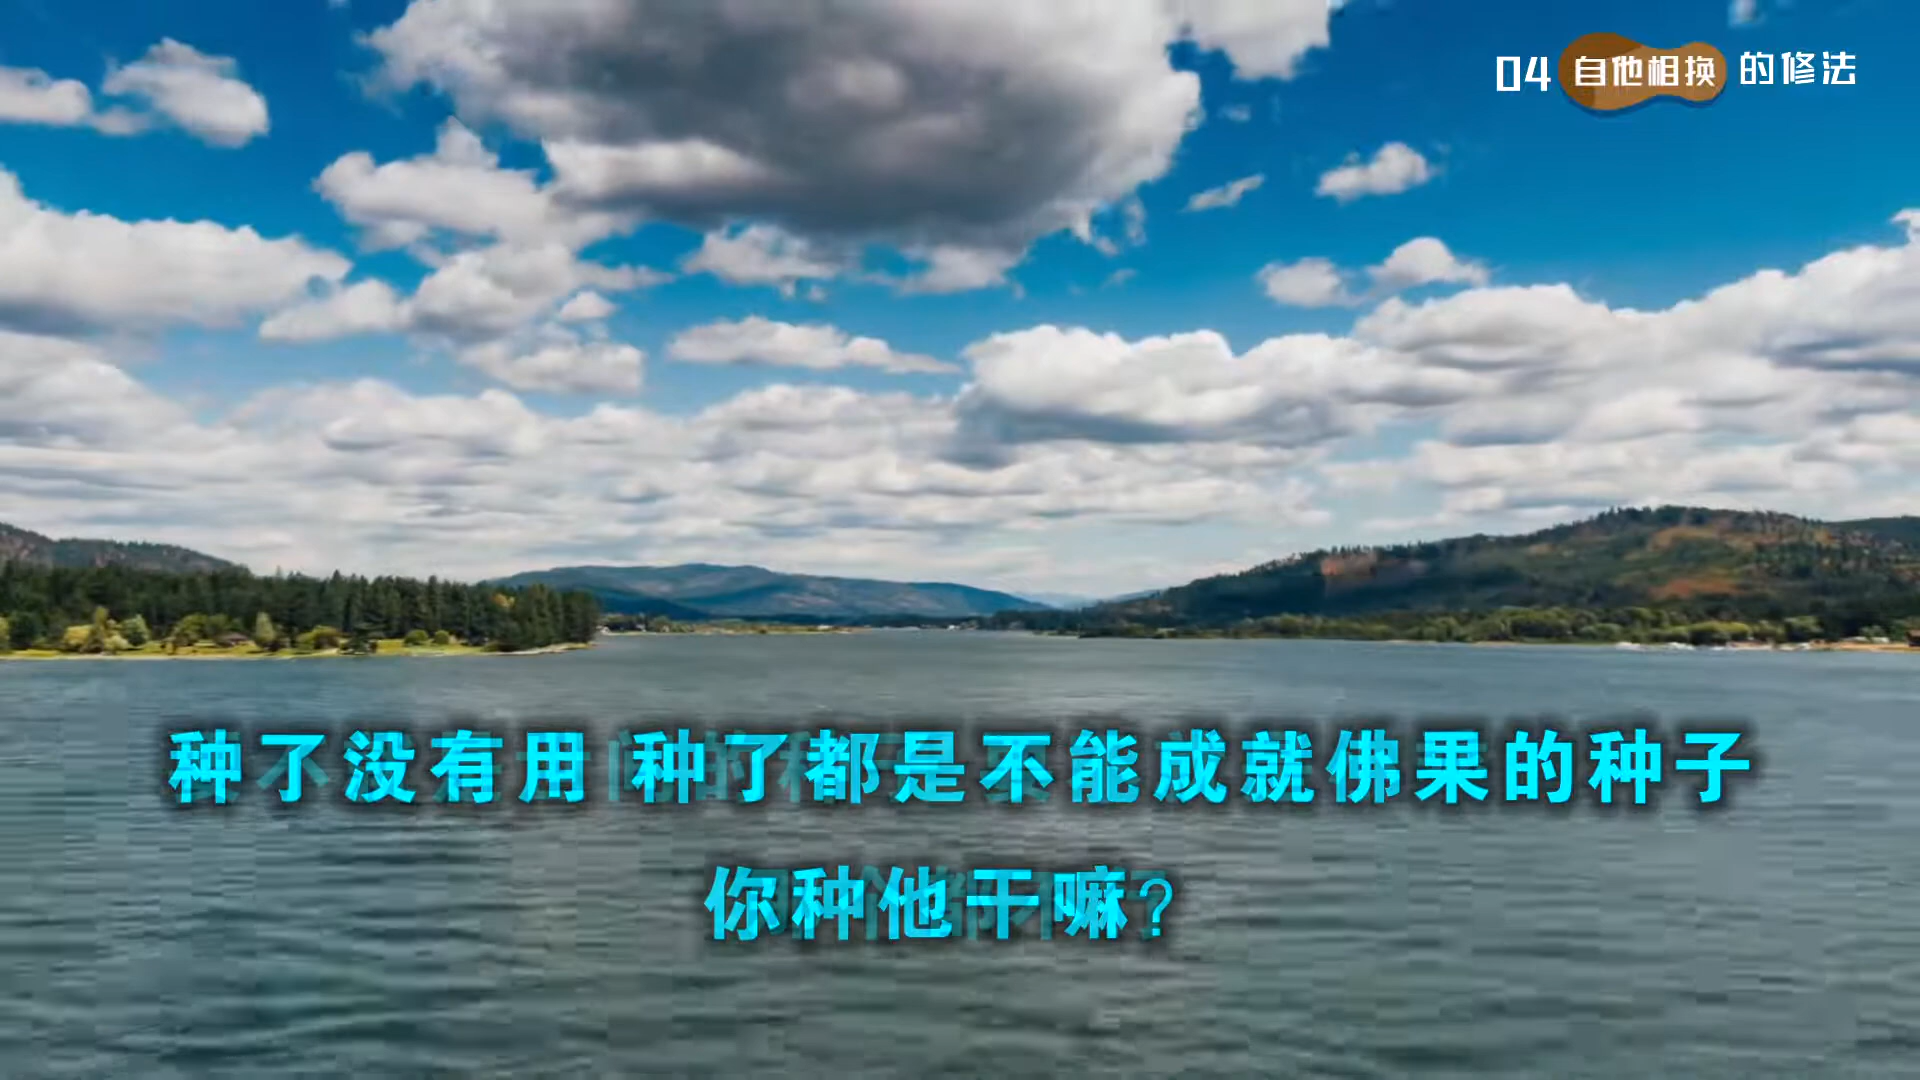 04 自他相换 的修法
种了没有用 种了都是不能成就佛果的种子
你种他干嘛?